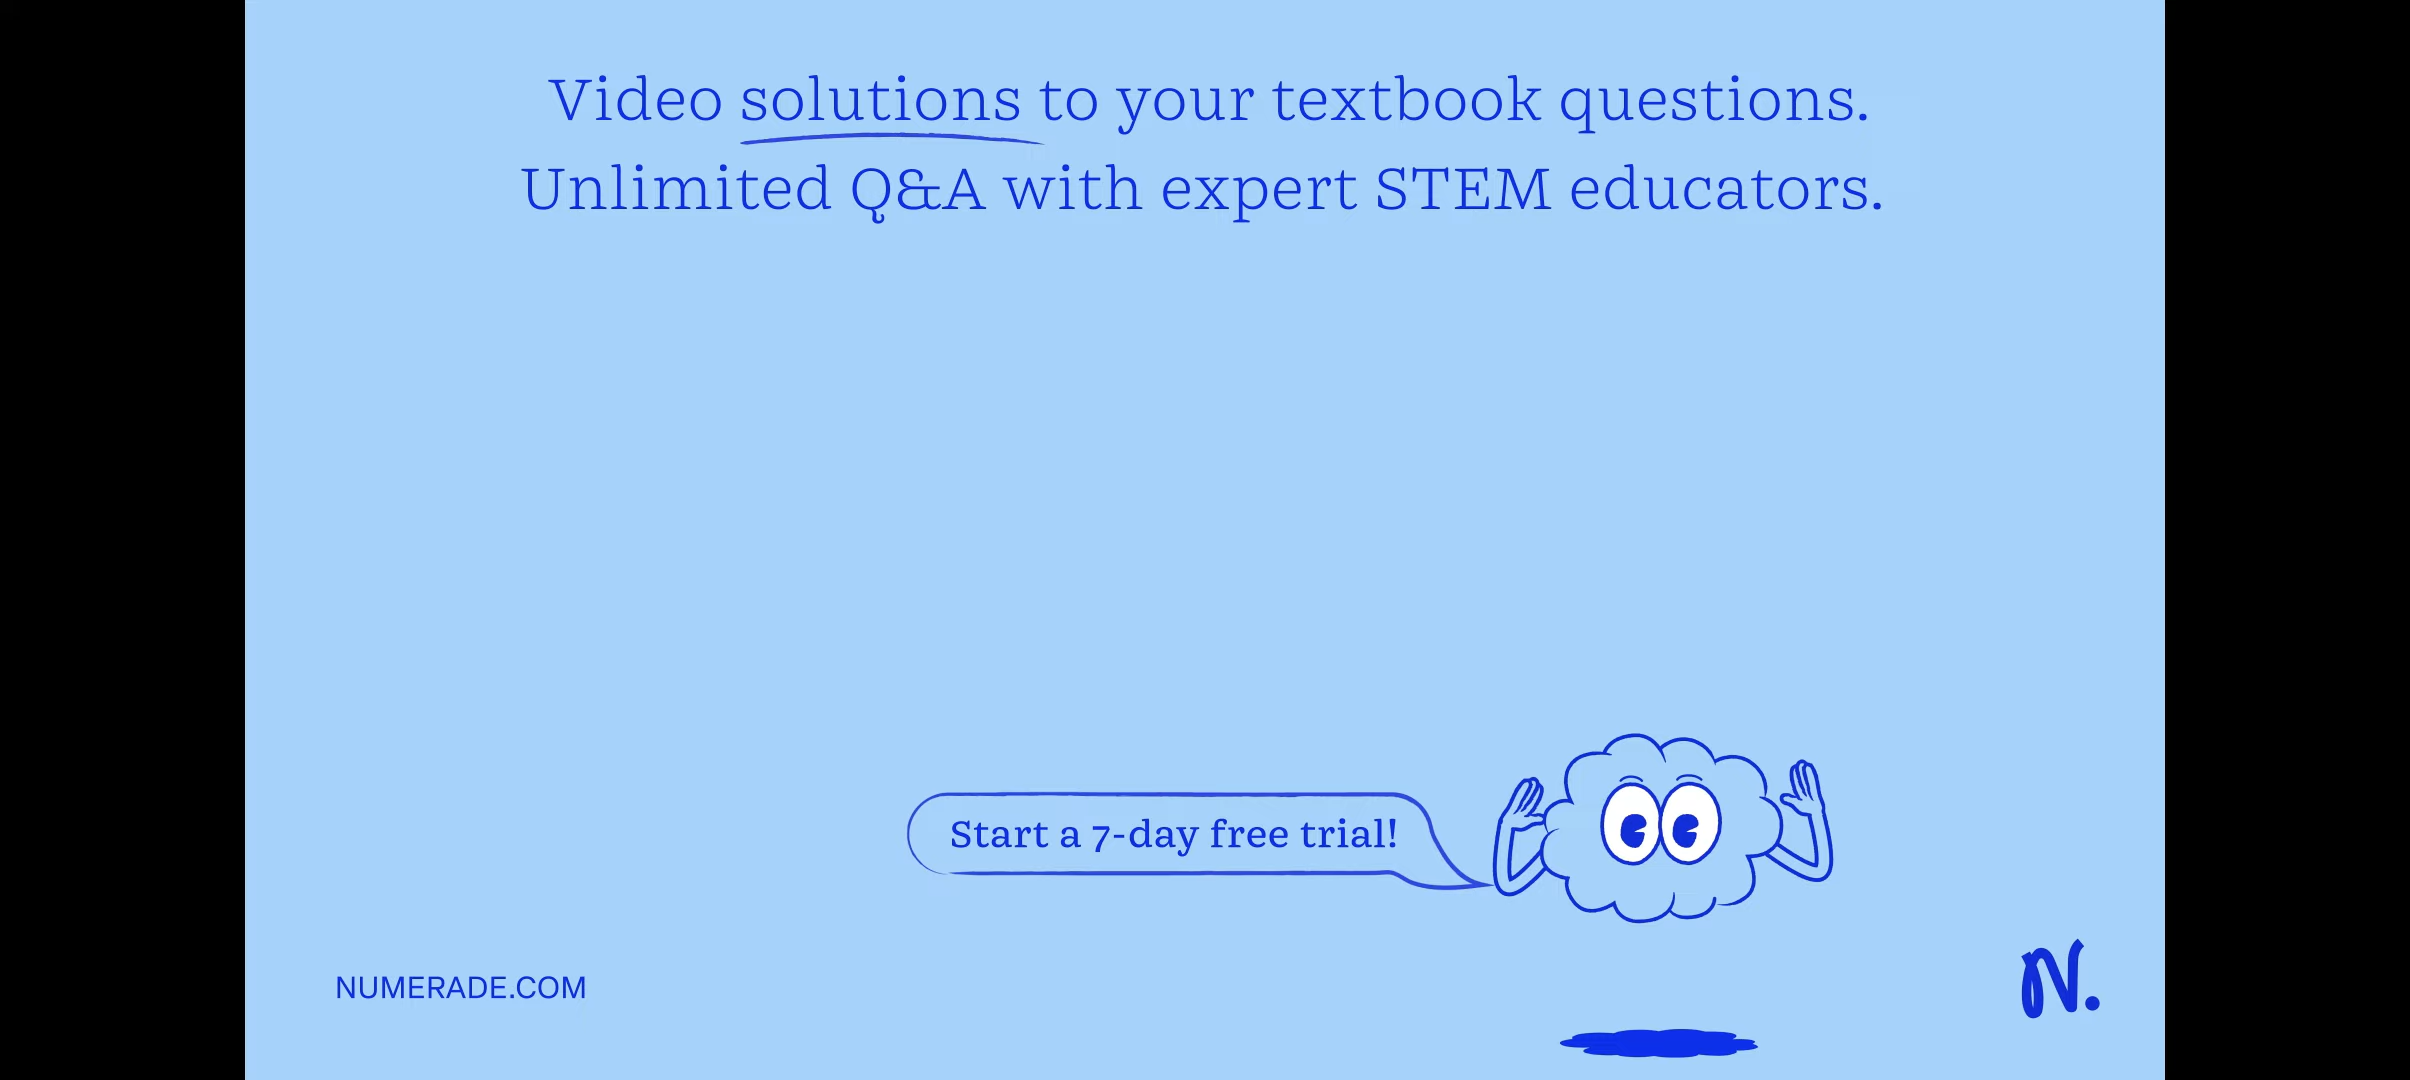 Video solutions to your textbook questions.
Unlimited Q&A with expert STEM educators.
Start a 7-day free trial!
NUMERADE.COM
N.